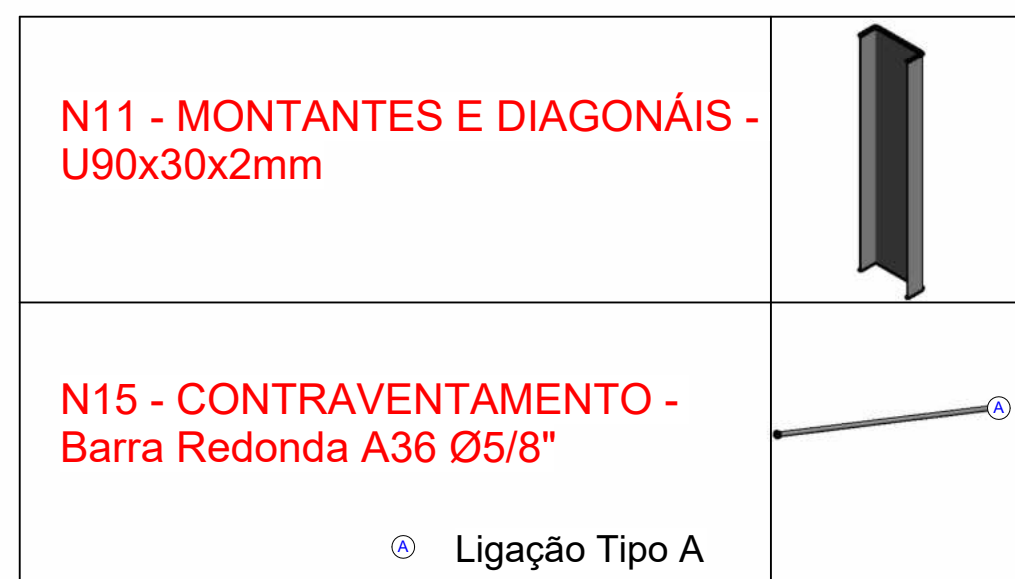 N11 - MONTANTES E DIAGONÁIS -
U90x30x2mm
N15 - CONTRAVENTAMENTO -
Barra Redonda A36 Ø5/8"
A
A Ligação Tipo A